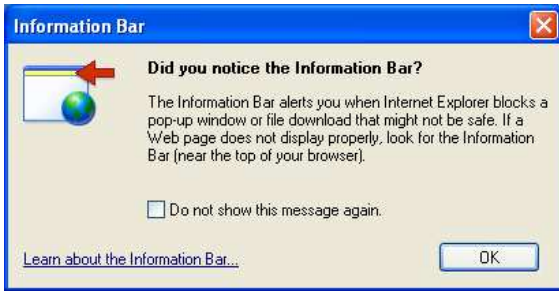 Information Bar
Did you notice the Information Bar?
The Information Bar alerts you when Internet Explorer blocks a
pop-up window or file download that might not be safe. If a
Web page does not display properly, look for the Information
Bar (near the top of your browser).
Do not show this message again.
Learn about the Information Bar...
OK